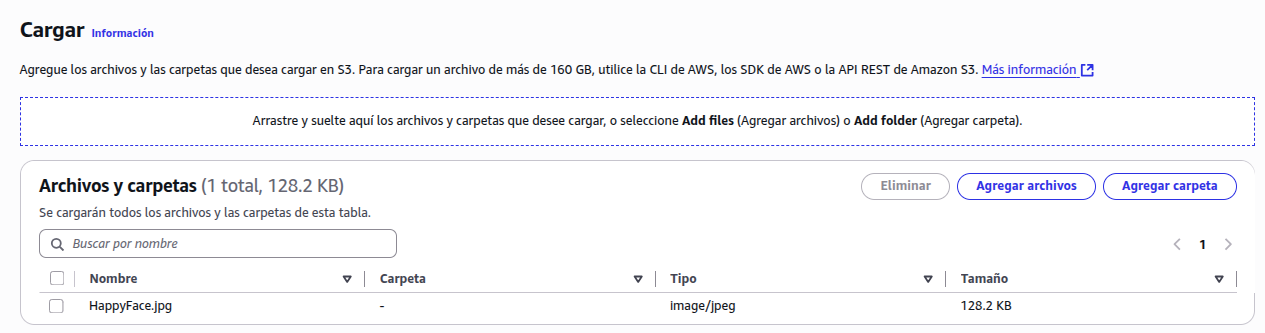 Cargar Información
Agregue los archivos y las carpetas que desea cargar en S3. Para cargar un archivo de más de 160 GB, utilice la CLI de AWS, los SDK de AWS o la API REST de Amazon S3. Más información
Arrastre y suelte aquí los archivos y carpetas que desee cargar, o seleccione Add files (Agregar archivos) o Add folder (Agregar carpeta).
Archivos y carpetas (1 total, 128.2 KB) Eliminar Agregar archivos Agregar carpeta
Se cargarán todos los archivos y las carpetas de esta tabla.
Buscar por nombre 1
Nombre Carpeta Tipo Tamaño
HappyFace.jpg - image/jpeg 128.2 KB